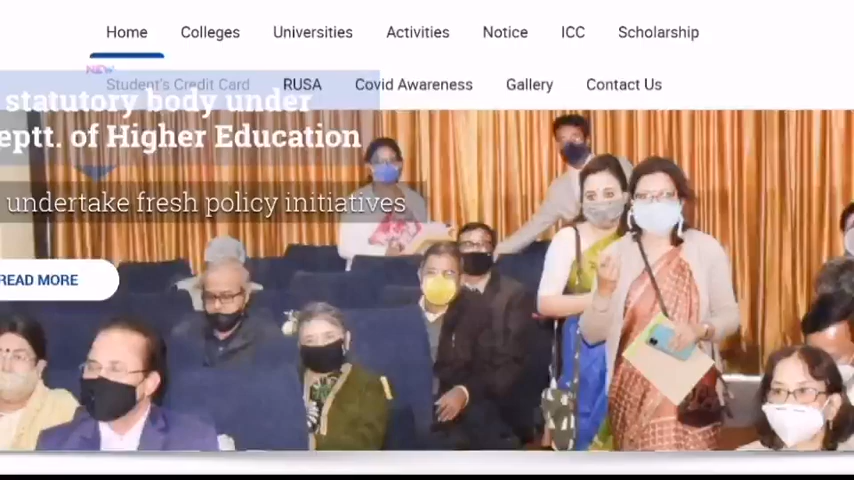 Home Colleges Universities Activities Notice ICC Scholarship
NEW
Student's Credit Card RUSA Covid Awareness Gallery Contact Us
statutory body under
eptt. of Higher Education
undertake fresh policy initiatives
READ MORE